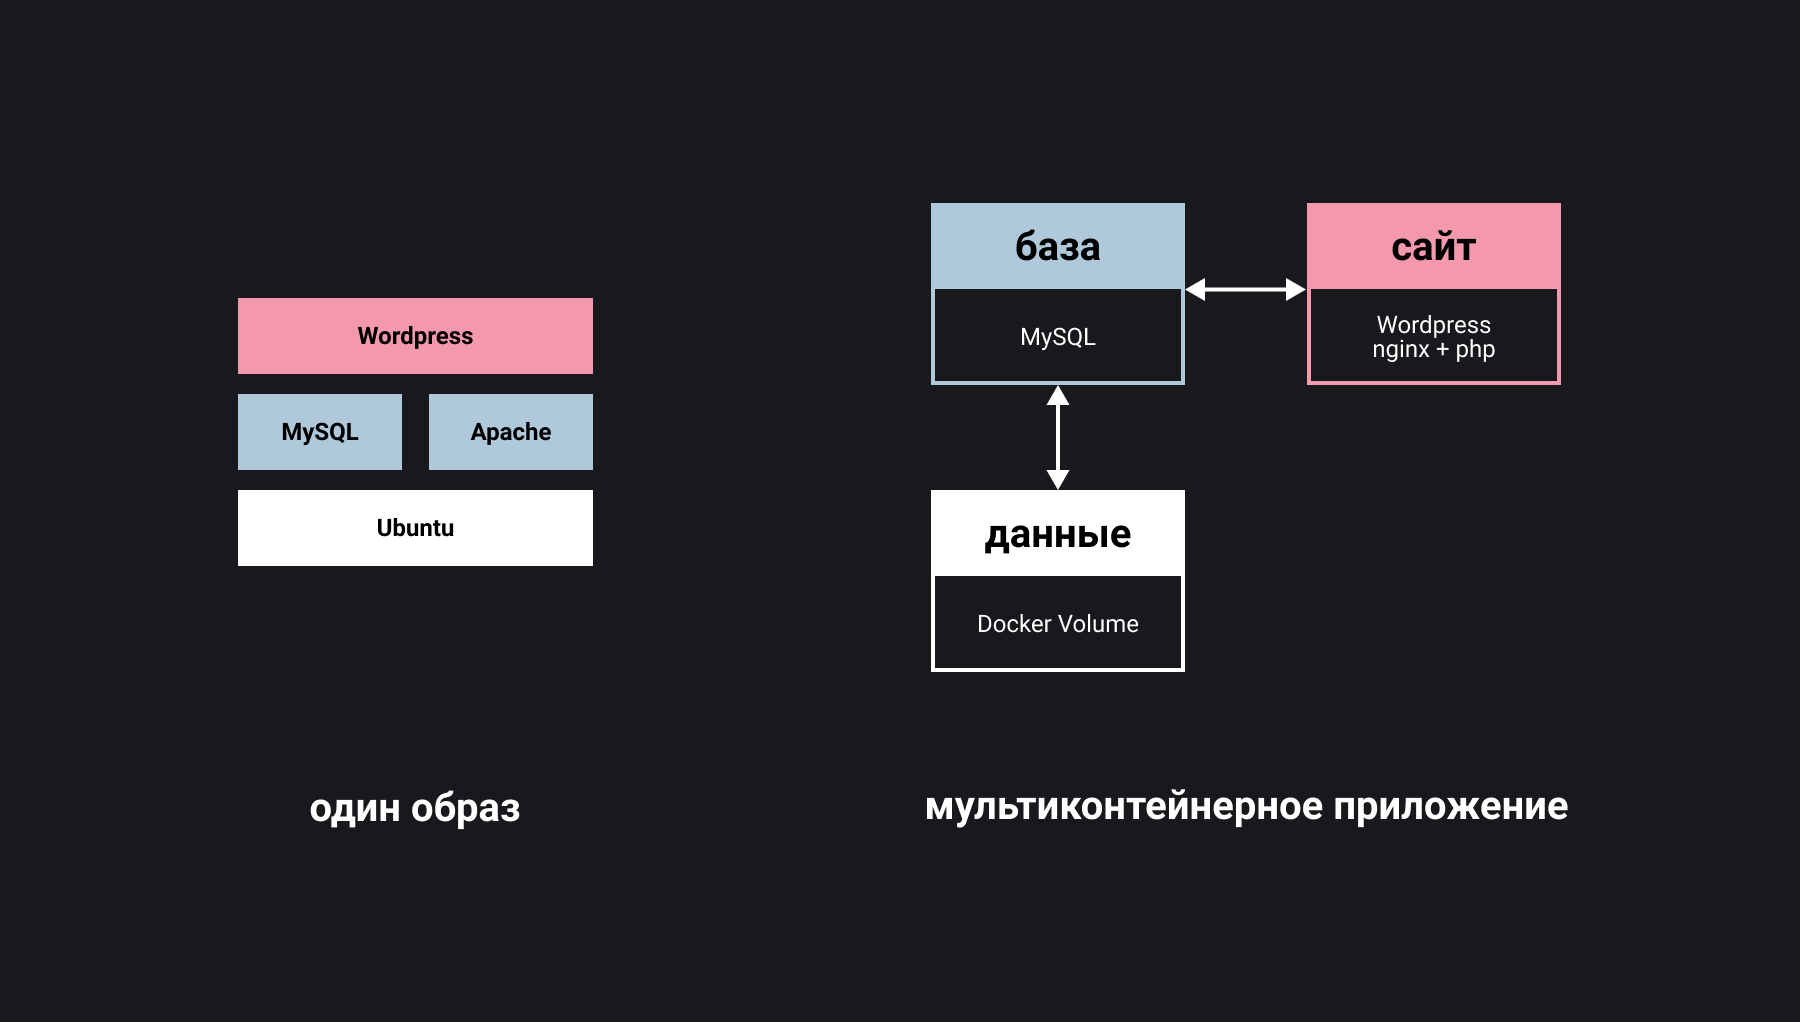 Wordpress
MySQL
Apache
Ubuntu
один образ
база
MySQL
сайт
Wordpress
nginx + php
данные
Docker Volume
мультиконтейнерное приложение